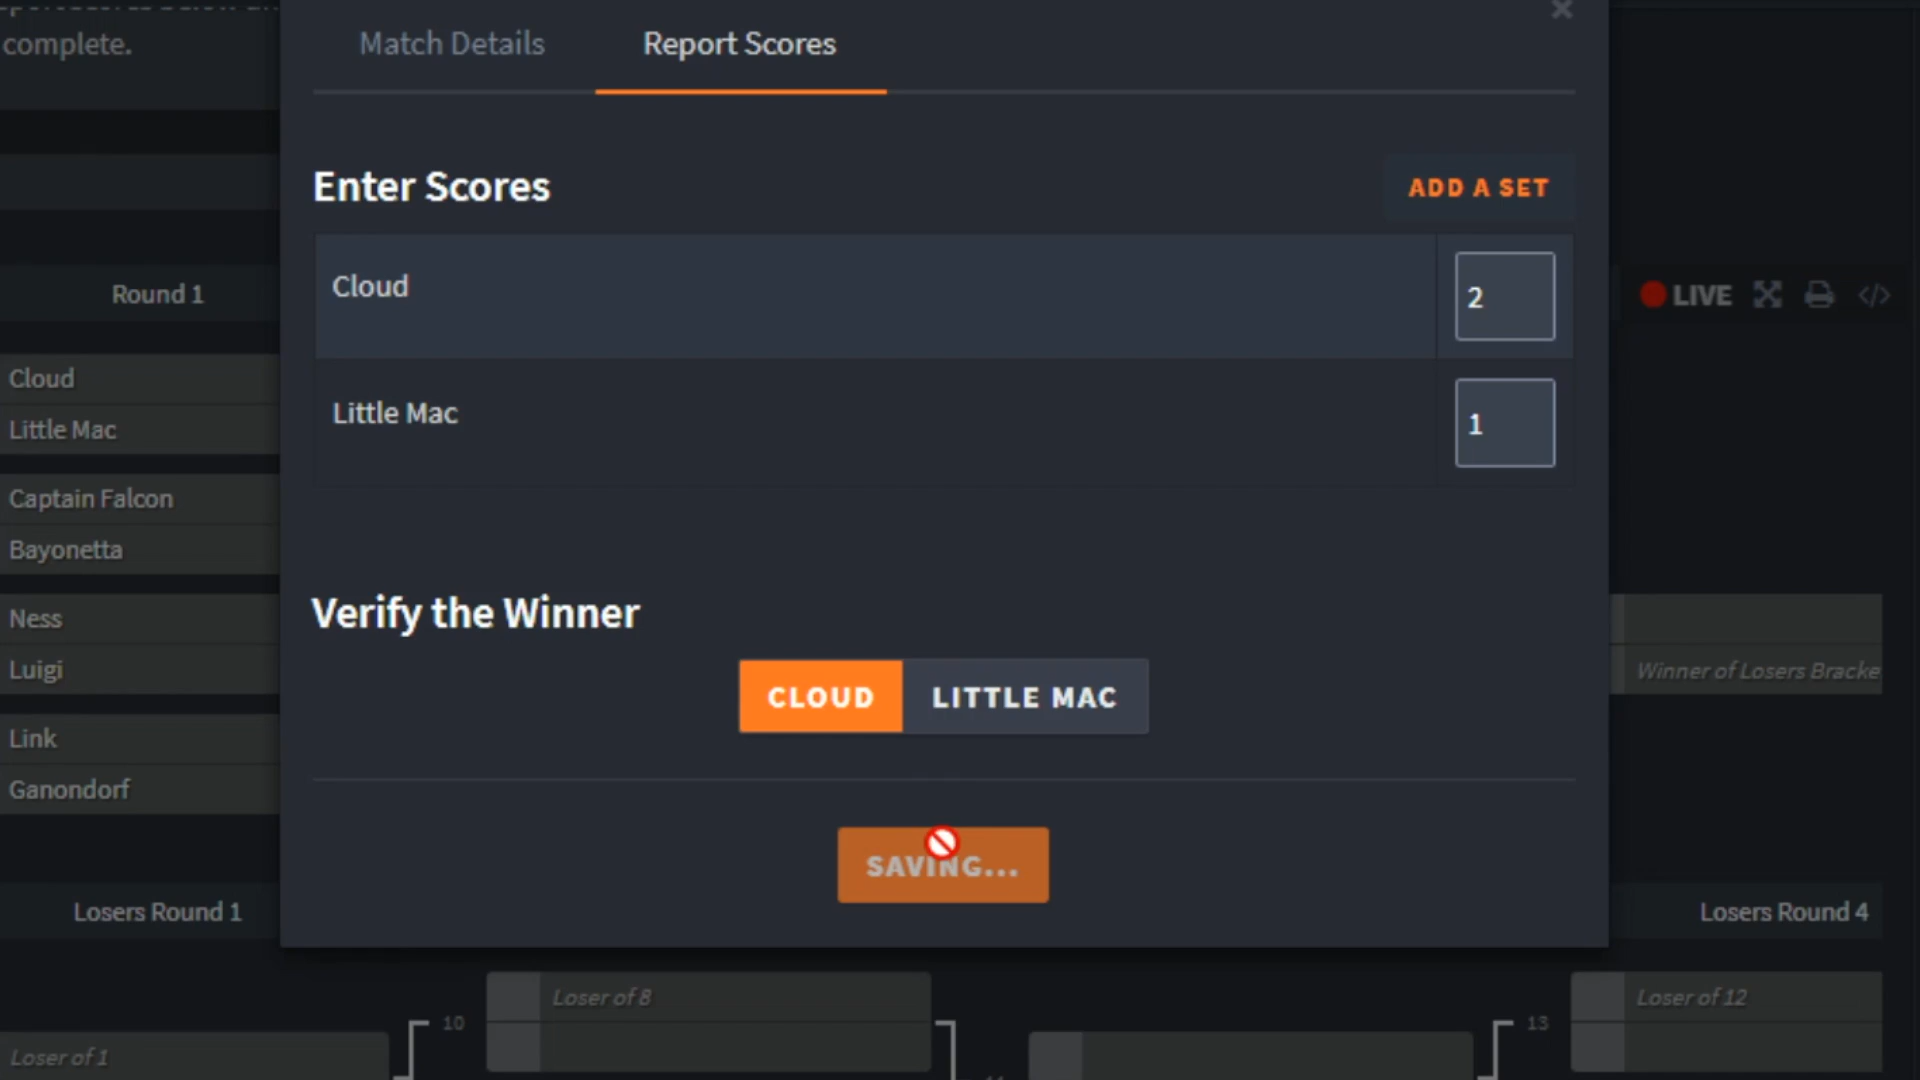 complete.
Match Details
Report Scores
Enter Scores
ADD A SET
Cloud
2
Little Mac
1
Round 1
LIVE
Cloud
Little Mac
Captain Falcon
Bayonetta
Ness
Luigi
Link
Ganondorf
Verify the Winner
CLOUD
LITTLE MAC
SAVING...
Winner of Losers Bracke
Losers Round 1
Losers Round 4
Loser of 8
Loser of 12
10
13
Loser of 1